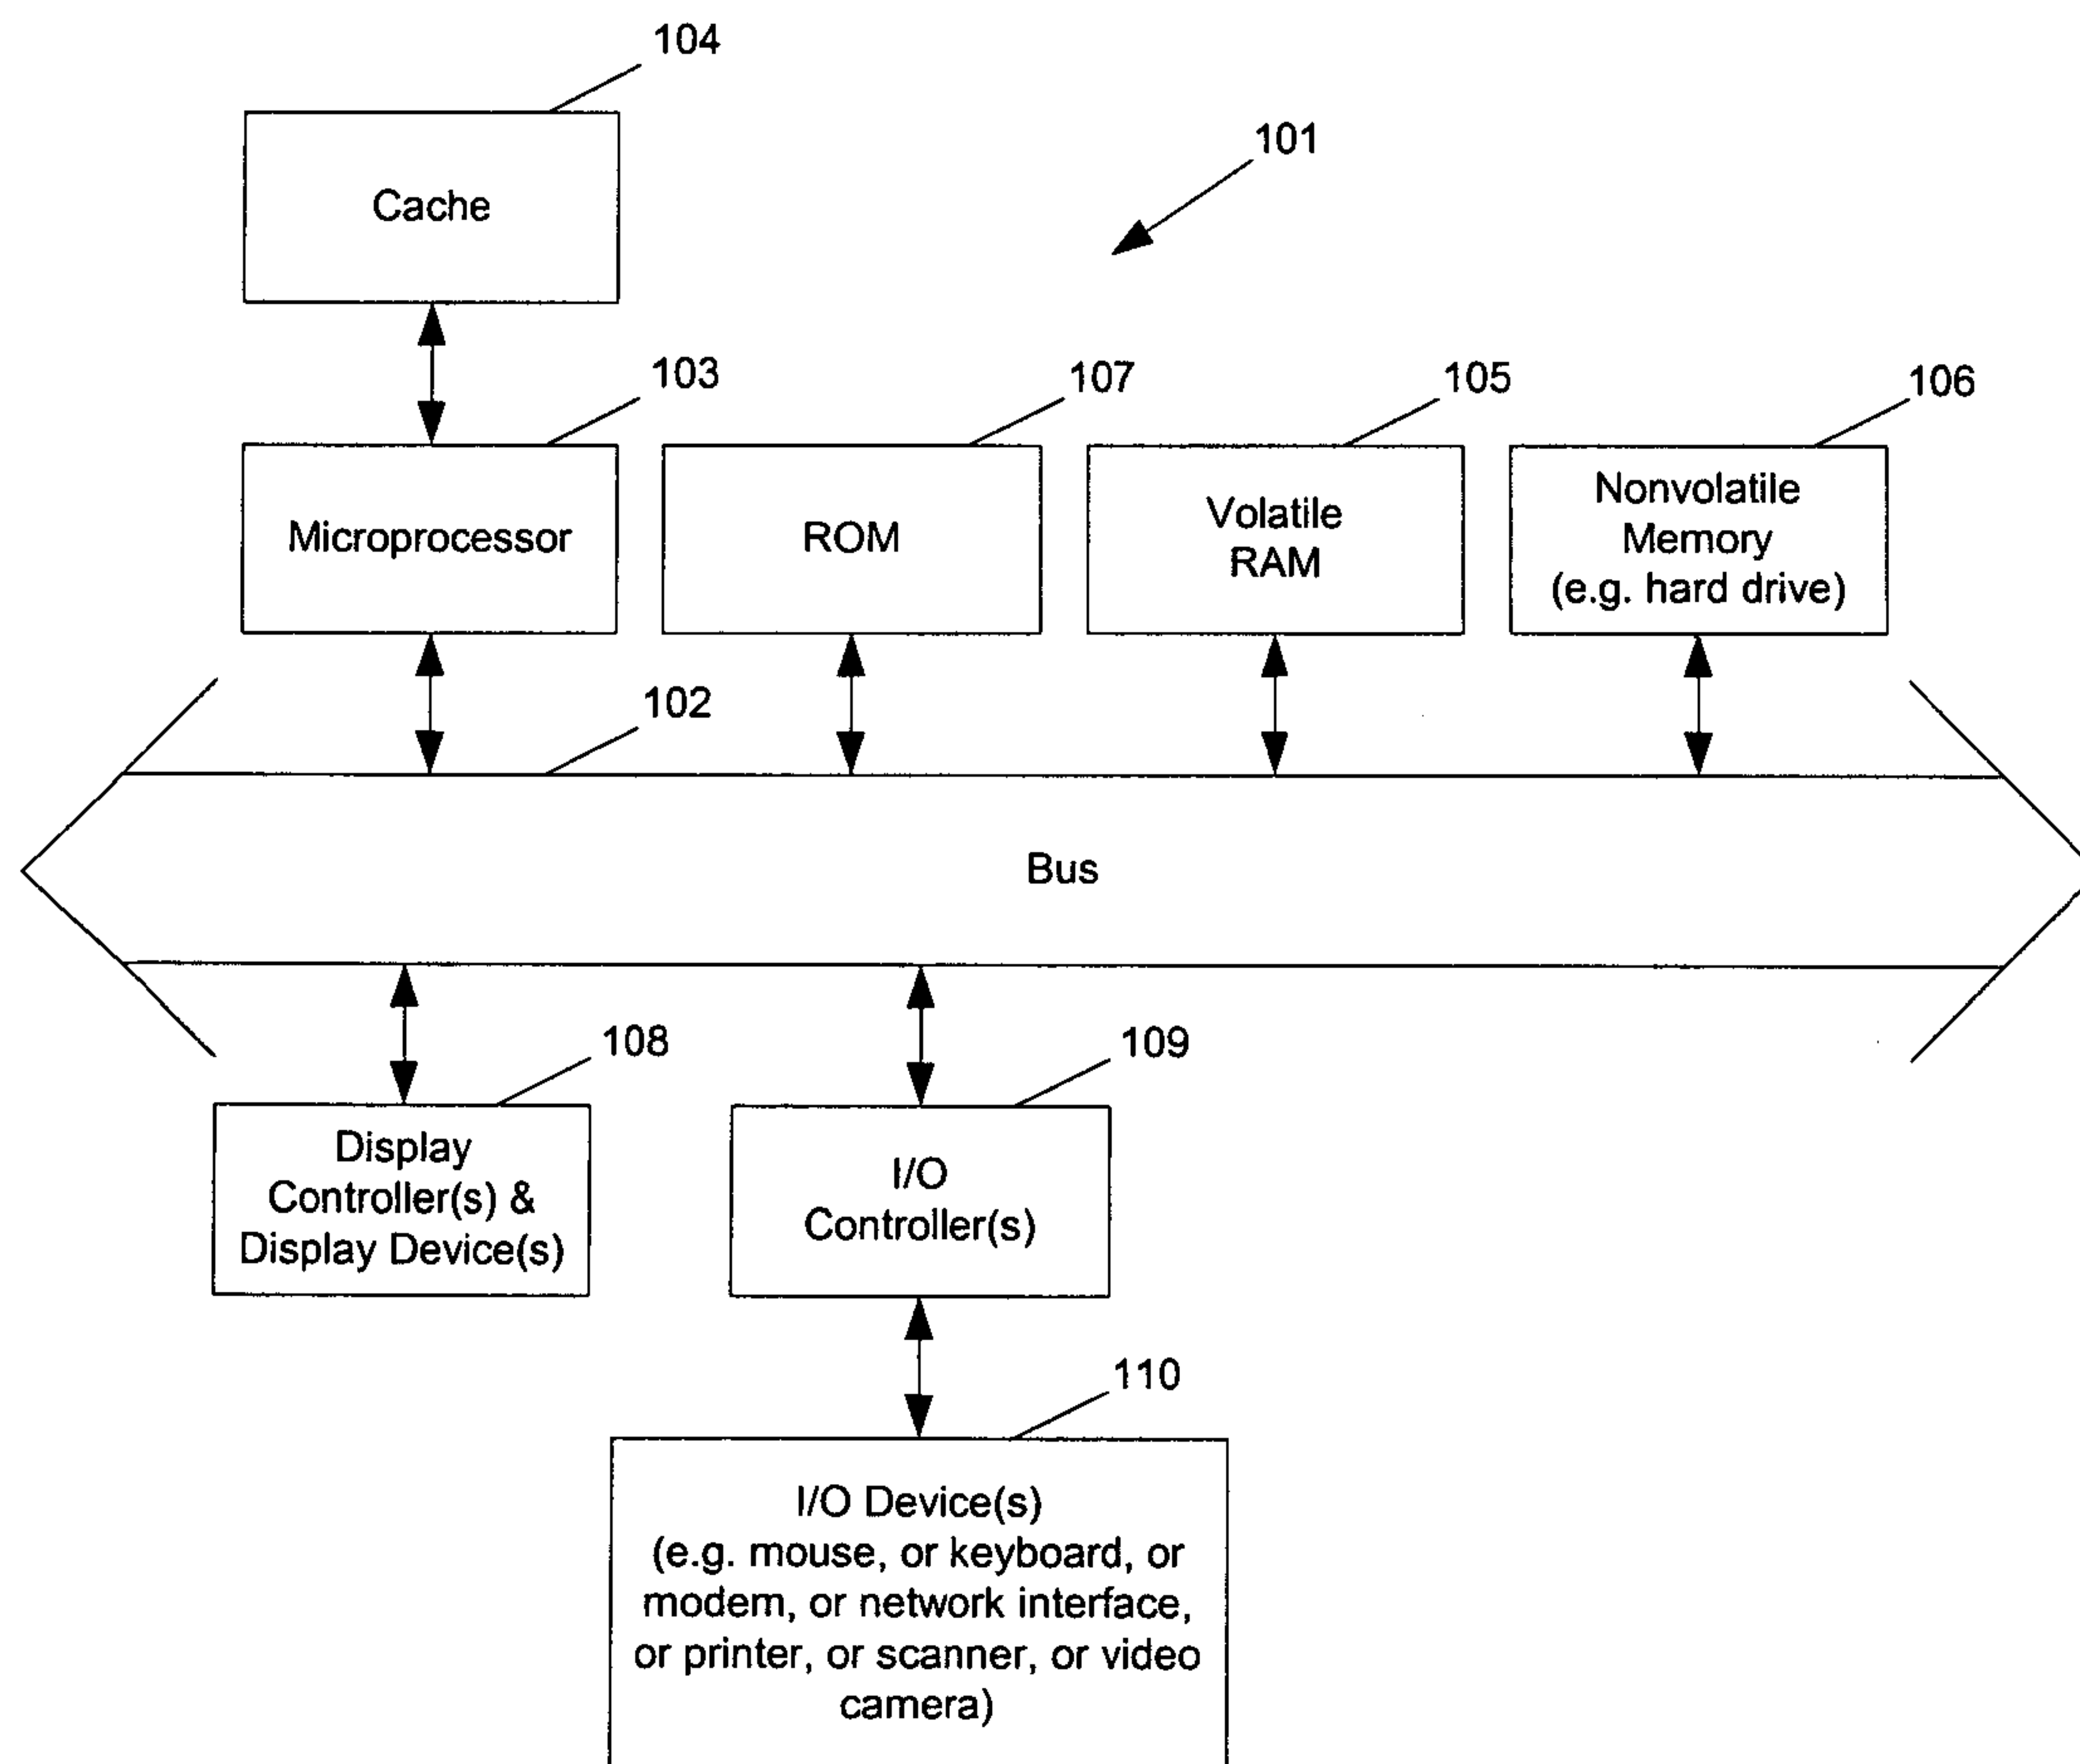 104
101
Cache
103
107
105
106
Microprocessor
ROM
Volatile
RAM
Nonvolatile
Memory
(e.g. hard drive)
102
Bus
108
109
Display
Controller(s) &
Display Device(s)
I/O
Controller(s)
110
I/O Device(s)
(e.g. mouse, or keyboard, or
modem, or network interface,
or printer, or scanner, or video
camera)